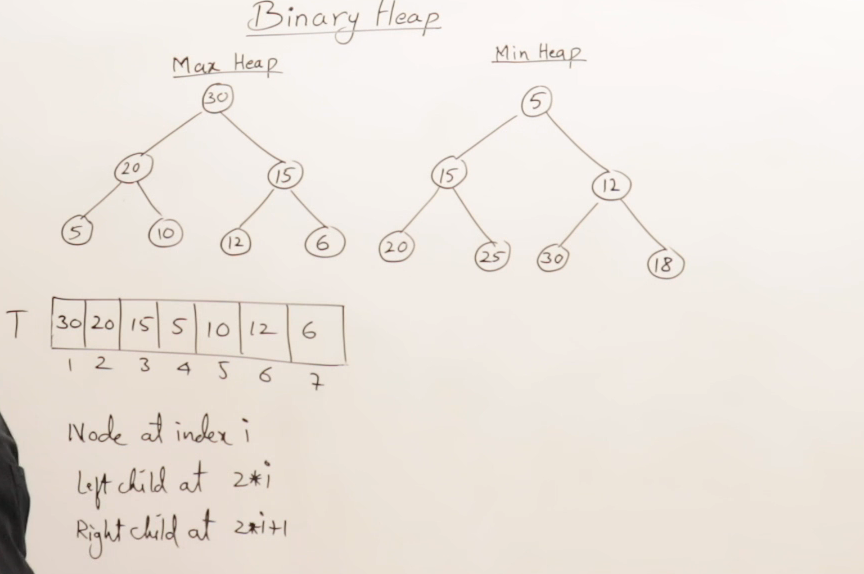 Binary Heap
Max Heap
30
20 15
5 10 12 6
Min Heap
5
15 12
20 25 30 18
T 30 20 15 5 10 12 6
1 2 3 4 5 6 7
Node at index i
Left child at 2*i
Right child at 2*i+1